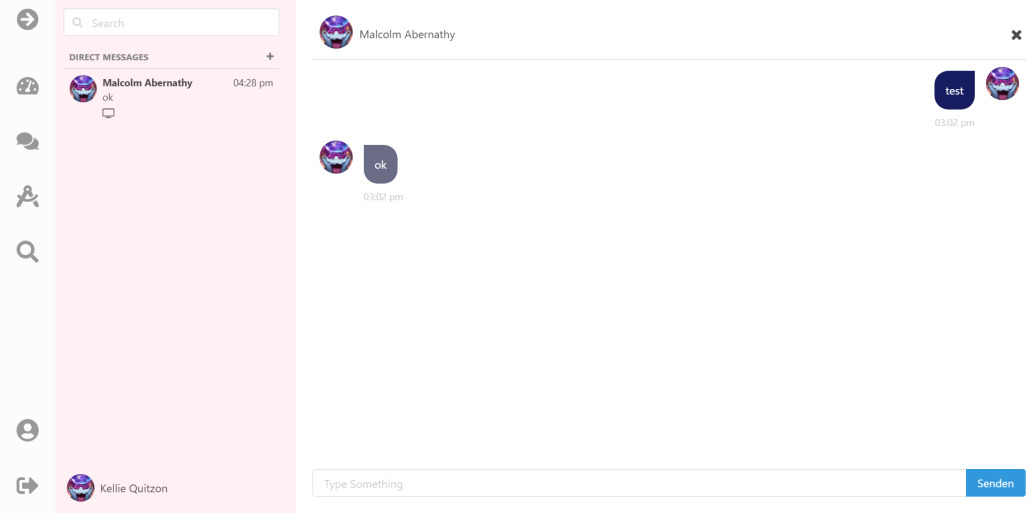 Search
DIRECT MESSAGES
Malcolm Abernathy 04:28 pm
ok
Kellie Quitzon
Malcolm Abernathy
test
03:02 pm
ok
03:02 pm
Type Something
Senden